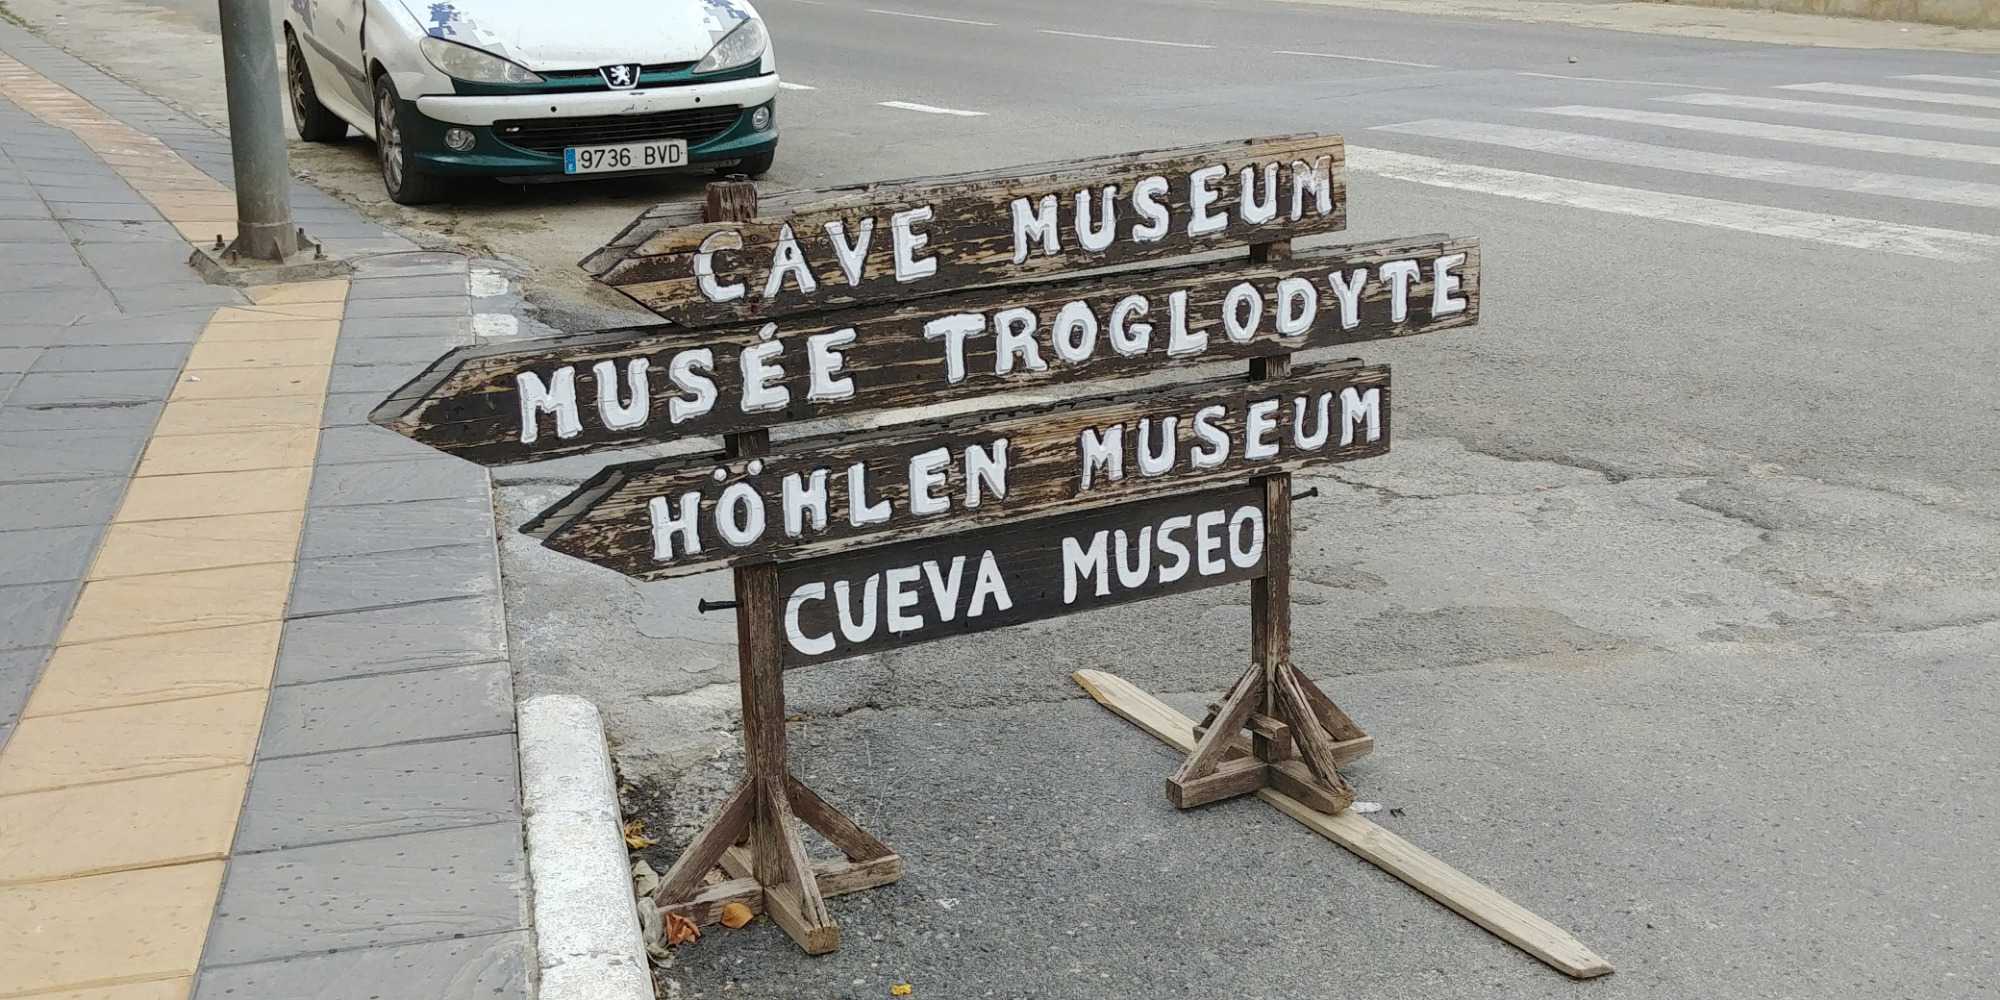 9736 BVD
CAVE MUSEUM
MUSÉE TROGLODYTE
HÖHLEN MUSEUM
CUEVA MUSEO